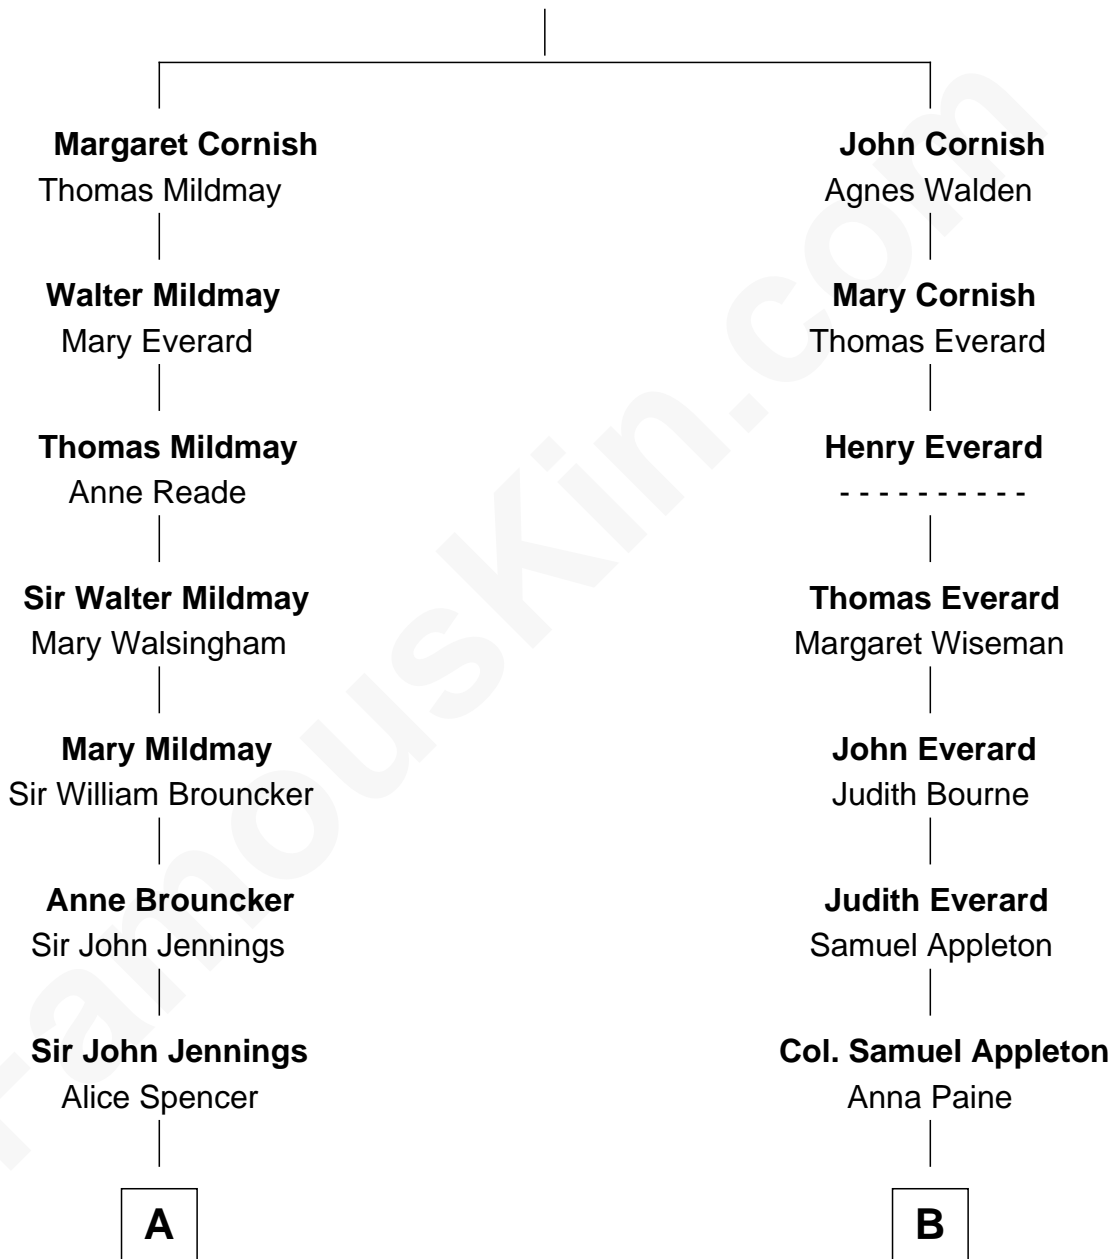 Margaret Cornish
Thomas Mildmay
John Cornish
Agnes Walden
Walter Mildmay
Mary Everard
Mary Cornish
Thomas Everard
Thomas Mildmay
Anne Reade
Henry Everard
- - - - - - - - - -
Sir Walter Mildmay
Mary Walsingham
Thomas Everard
Margaret Wiseman
Mary Mildmay
Sir William Brouncker
John Everard
Judith Bourne
Anne Brouncker
Sir John Jennings
Judith Everard
Samuel Appleton
Sir John Jennings
Alice Spencer
Col. Samuel Appleton
Anna Paine
A
B
FamousKin.com